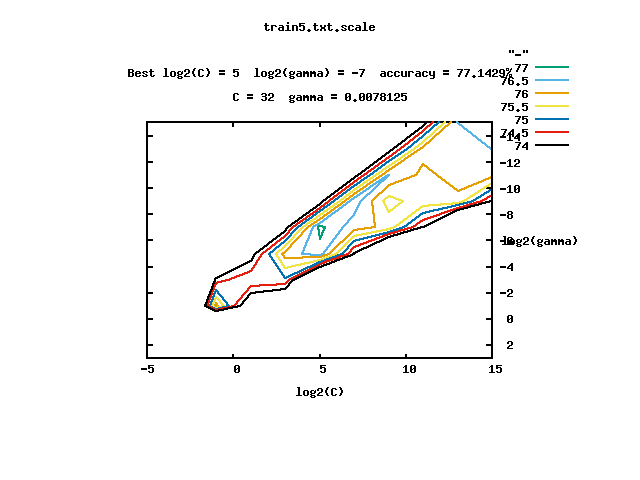 train5.txt.scale
"-"
Best log2(C) = 5  log2(gamma) = -7  accuracy = 77.1429%
77
76.5
C = 32  gamma = 0.0078125
76
75.5
75
74.5
74
-14
-12
-10
-8
-6
log2(gamma)
-4
-2
0
2
-5 0 5 10 15
log2(C)